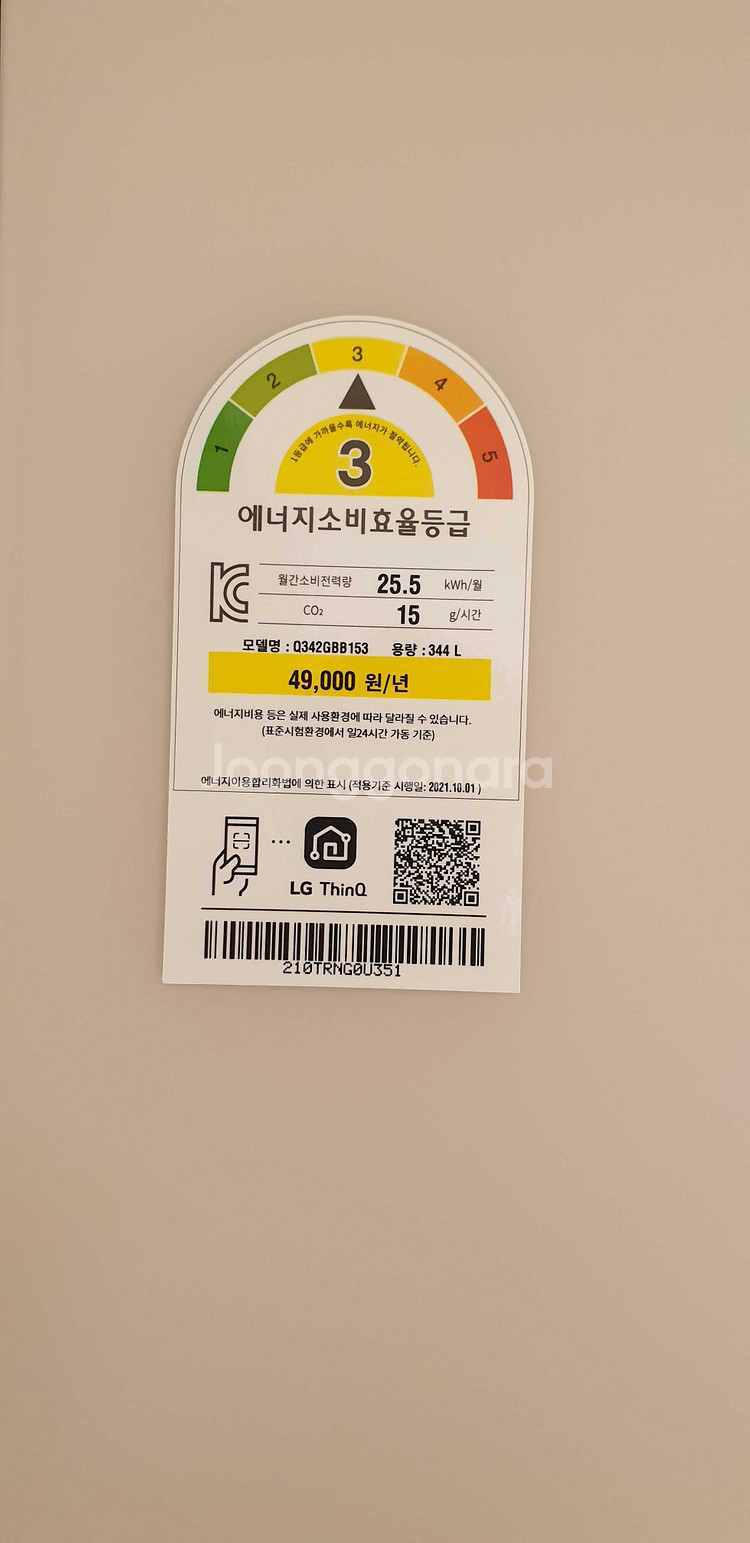 1 2 3 4 5
1등급에 가까울수록 에너지가 절약됩니다.
3
에너지소비효율등급
월간소비전력량 25.5 kWh/월
CO₂ 15 g/시간
모델명 : Q342GBB153 용량 : 344 L
49,000 원/년
에너지비용 등은 실제 사용환경에 따라 달라질 수 있습니다.
(표준시험환경에서 일24시간 가동 기준)
loonggonara
에너지이용합리화법에 의한 표시 (적용기준 시행일: 2021.10.01 )
LG ThinQ
210TRNG0U351